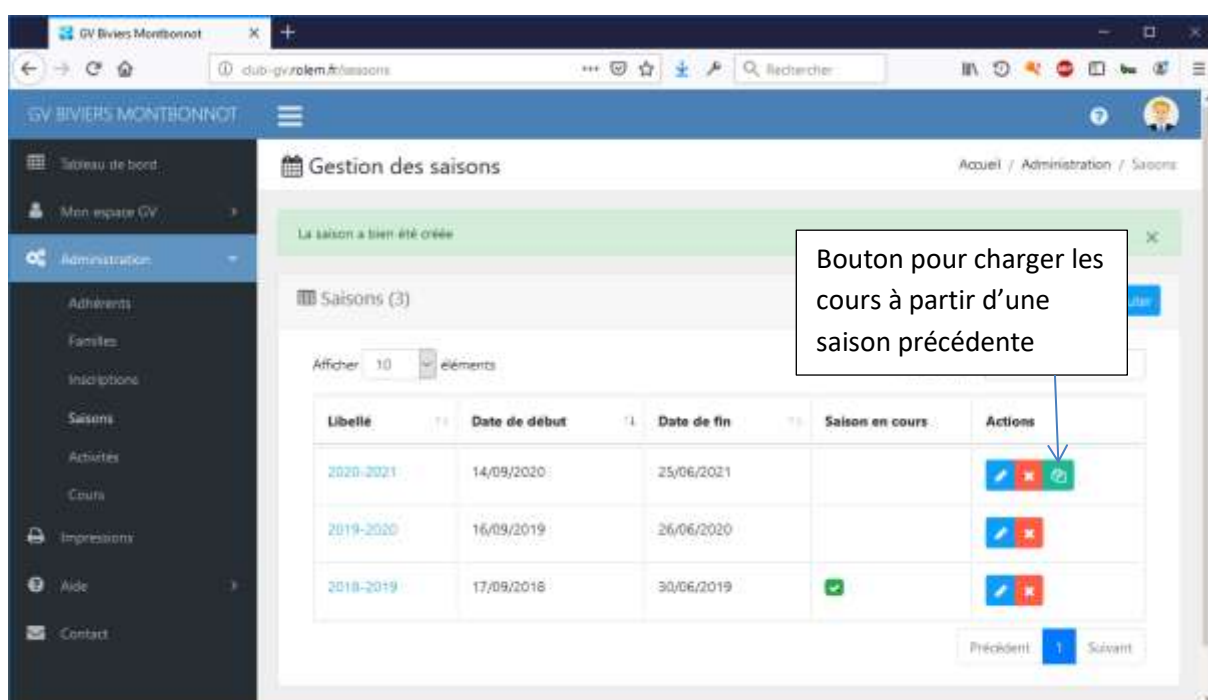 GV Biviers Montbonnot
club-gv.rolem.fr/seasons
Rechercher
GV BIVIERS MONTBONNOT
Tableau de bord
Mon espace GV
Administration
Adhérents
Familles
Inscriptions
Saisons
Activités
Cours
Impressions
Aide
Contact
Gestion des saisons
Accueil / Administration / Saisons
La saison a bien été créée
Bouton pour charger les
cours à partir d’une
saison précédente
Saisons (3)
Afficher 10 éléments
Libellé Date de début Date de fin Saison en cours Actions
2020-2021 14/09/2020 25/06/2021
2019-2020 16/09/2019 26/06/2020
2018-2019 17/09/2018 30/06/2019
Précédent 1 Suivant